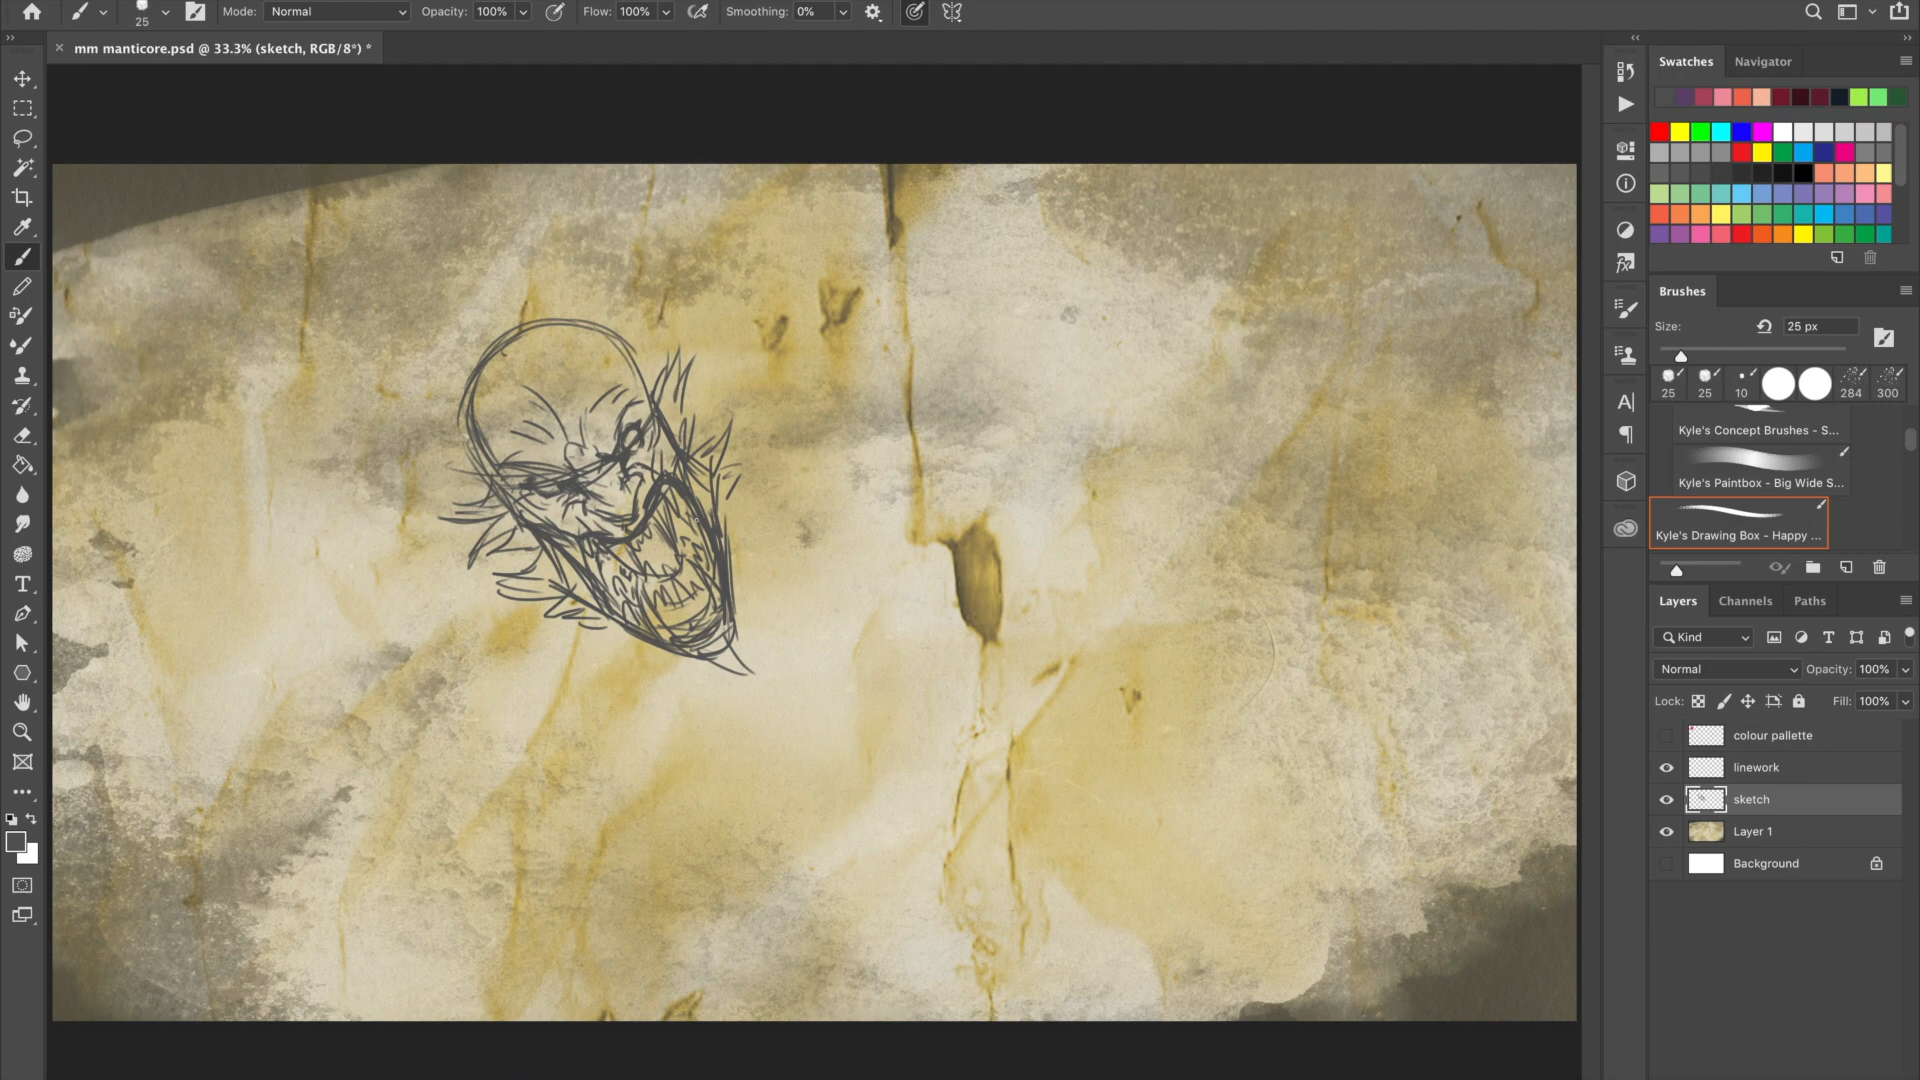 25
Mode: Normal
Opacity: 100%
Flow: 100%
Smoothing: 0%
mm manticore.psd @ 33.3% (sketch, RGB/8*) *
Swatches Navigator
Brushes
Size: 25 px
25 25 10 284 300
Kyle's Concept Brushes - S...
Kyle's Paintbox - Big Wide S...
Kyle's Drawing Box - Happy ...
Layers Channels Paths
Kind
Normal Opacity: 100%
Lock: Fill: 100%
colour pallette
linework
sketch
Layer 1
Background